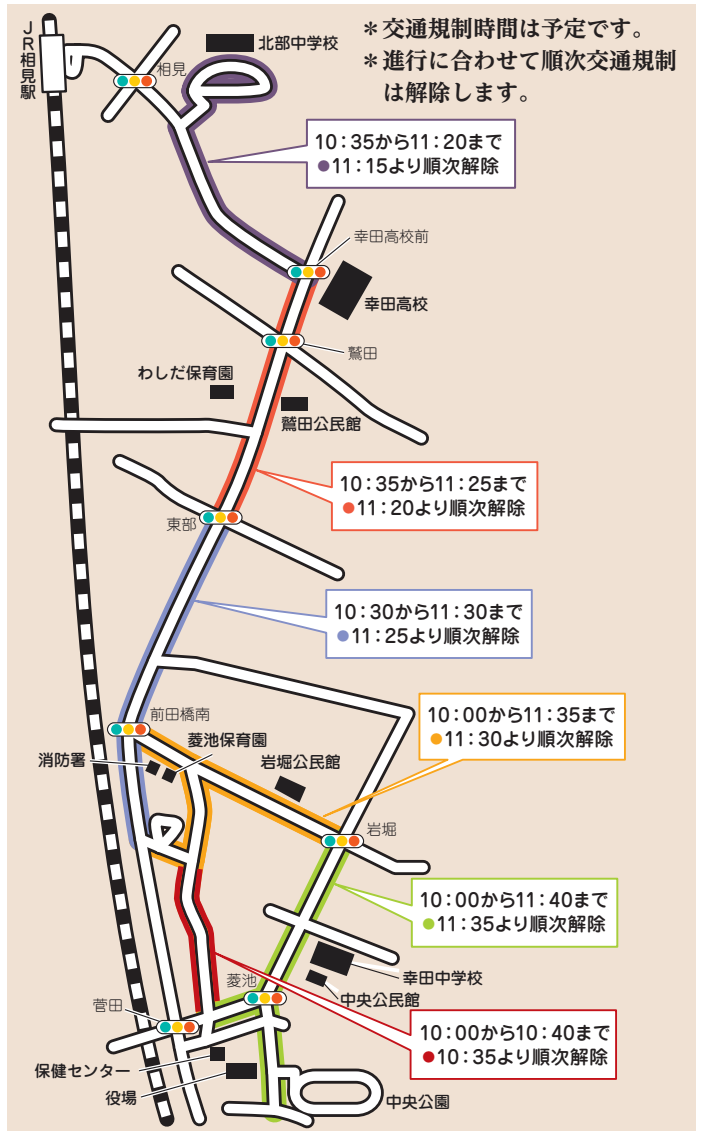 ＊交通規制時間は予定です。
＊進行に合わせて順次交通規制
は解除します。
JR相見駅
相見
北部中学校
10：35から11：20まで
●11：15より順次解除
幸田高校前
幸田高校
鷲田
わしだ保育園
鷲田公民館
10：35から11：25まで
●11：20より順次解除
東部
10：30から11：30まで
●11：25より順次解除
前田橋南
菱池保育園
消防署
岩堀公民館
10：00から11：35まで
●11：30より順次解除
岩堀
10：00から11：40まで
●11：35より順次解除
幸田中学校
中央公民館
菱池
菅田
10：00から10：40まで
●10：35より順次解除
保健センター
役場
中央公園